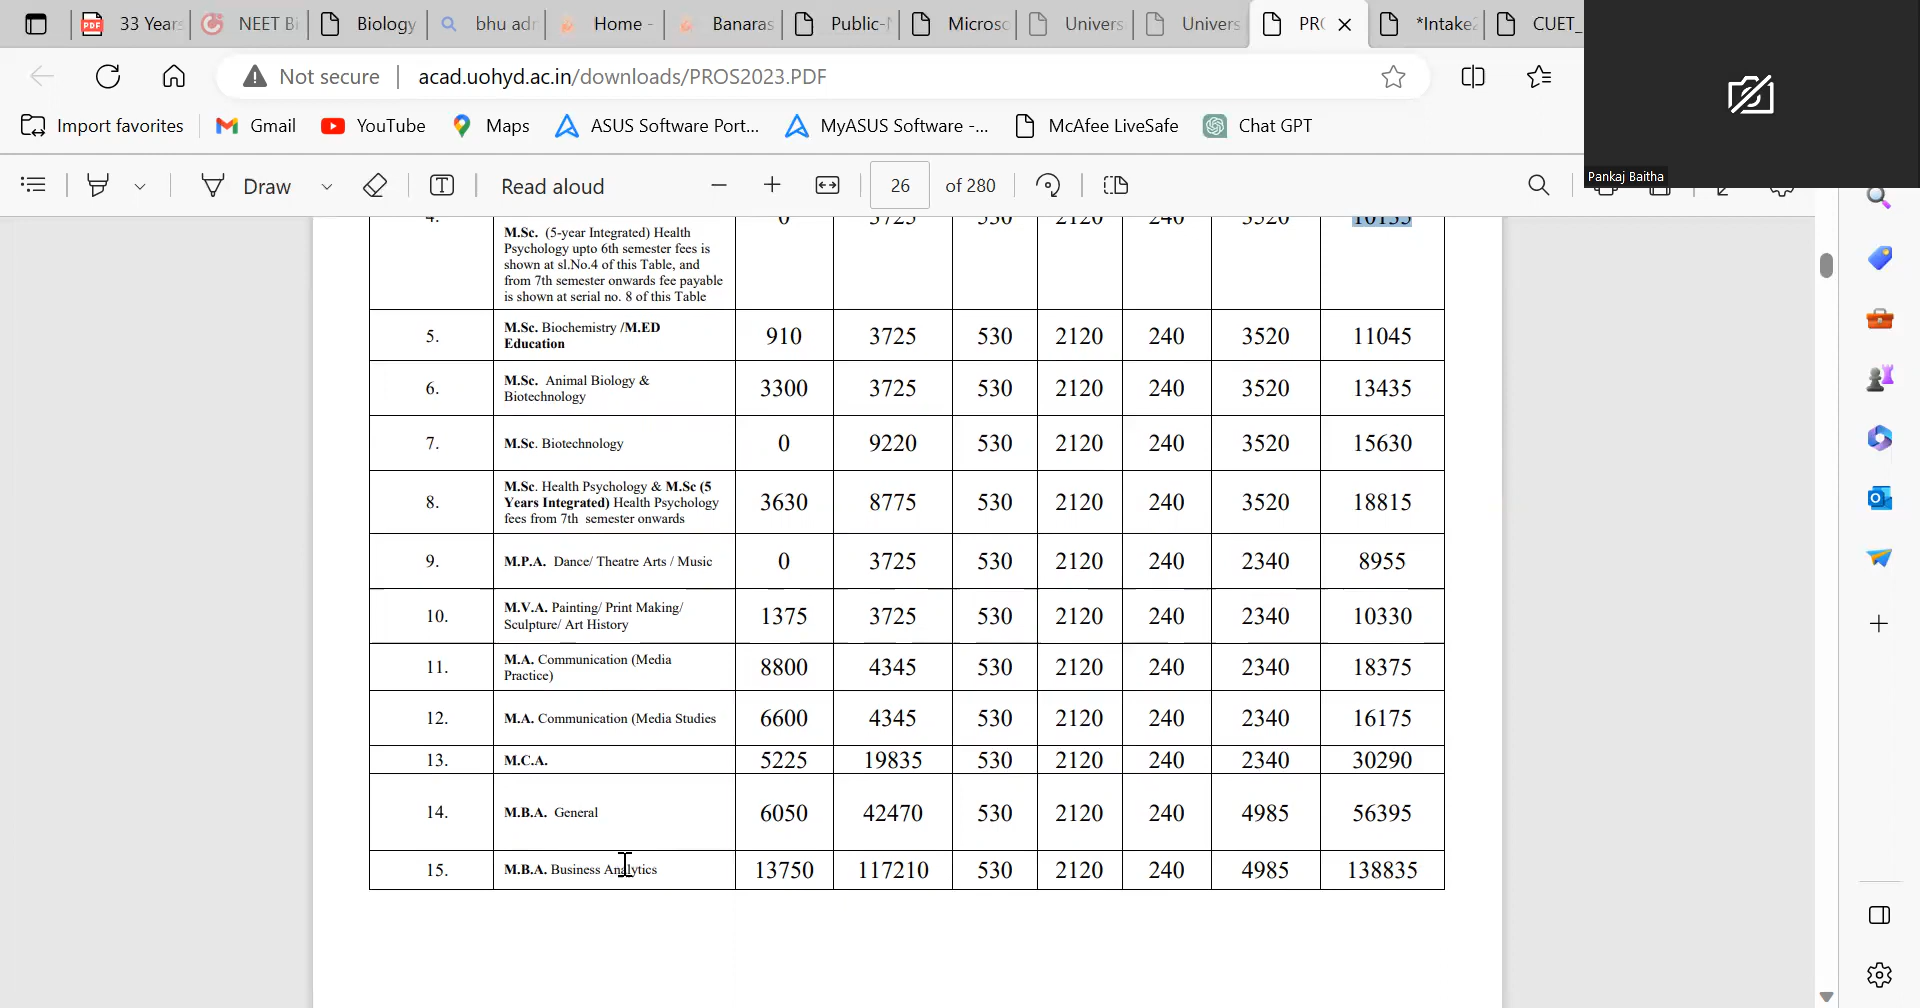 33 Years
NEET Bi
Biology
bhu adr
Home -
Banaras
Public-
Microso
Univers
Univers
PRO
*Intake
CUET_
Not secure acad.uohyd.ac.in/downloads/PROS2023.PDF
Import favorites Gmail YouTube Maps ASUS Software Port... MyASUS Software -... McAfee LiveSafe Chat GPT
Pankaj Baitha
Draw Read aloud 26 of 280
4. 0 3725 530 2120 240 3520 10135
M.Sc. (5-year Integrated) Health
Psychology upto 6th semester fees is
shown at sl.No.4 of this Table, and
from 7th semester onwards fee payable
is shown at serial no. 8 of this Table
5. M.Sc. Biochemistry /M.ED
Education 910 3725 530 2120 240 3520 11045
6. M.Sc. Animal Biology &
Biotechnology 3300 3725 530 2120 240 3520 13435
7. M.Sc. Biotechnology 0 9220 530 2120 240 3520 15630
8. M.Sc. Health Psychology & M.Sc (5
Years Integrated) Health Psychology
fees from 7th semester onwards 3630 8775 530 2120 240 3520 18815
9. M.P.A. Dance/ Theatre Arts / Music 0 3725 530 2120 240 2340 8955
10. M.V.A. Painting/ Print Making/
Sculpture/ Art History 1375 3725 530 2120 240 2340 10330
11. M.A. Communication (Media
Practice) 8800 4345 530 2120 240 2340 18375
12. M.A. Communication (Media Studies 6600 4345 530 2120 240 2340 16175
13. M.C.A. 5225 19835 530 2120 240 2340 30290
14. M.B.A. General 6050 42470 530 2120 240 4985 56395
15. M.B.A. Business Analytics 13750 117210 530 2120 240 4985 138835